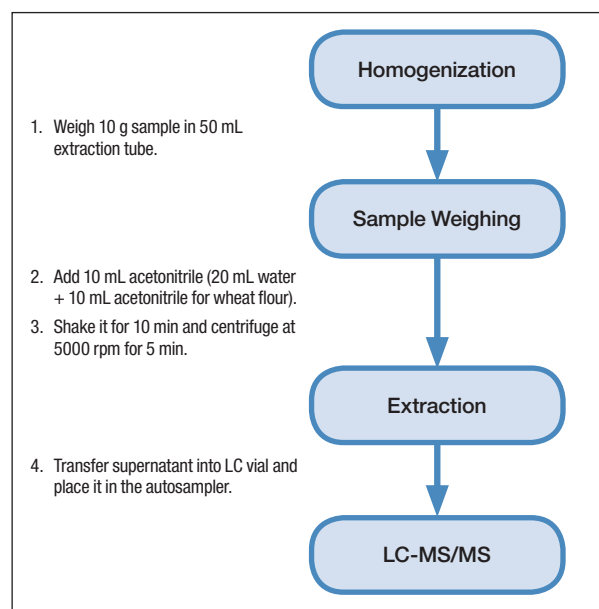 Homogenization
1. Weigh 10 g sample in 50 mL
extraction tube.
Sample Weighing
2. Add 10 mL acetonitrile (20 mL water
+ 10 mL acetonitrile for wheat flour).
3. Shake it for 10 min and centrifuge at
5000 rpm for 5 min.
Extraction
4. Transfer supernatant into LC vial and
place it in the autosampler.
LC-MS/MS